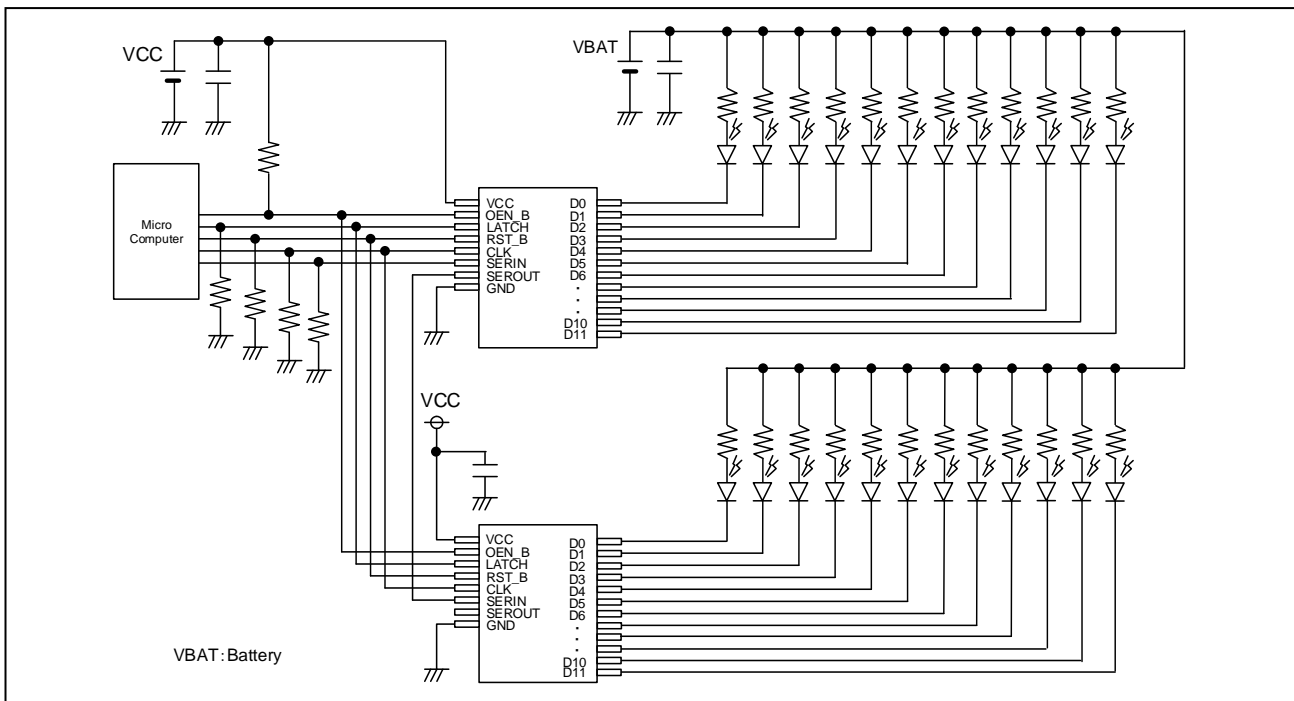 VCC
VBAT
Micro
Computer
VCC
OEN_B
LATCH
RST_B
CLK
SERIN
SEROUT
GND
D0
D1
D2
D3
D4
D5
D6
.
.
.
D10
D11
VCC
VCC
OEN_B
LATCH
RST_B
CLK
SERIN
SEROUT
GND
D0
D1
D2
D3
D4
D5
D6
.
.
.
D10
D11
VBAT:Battery